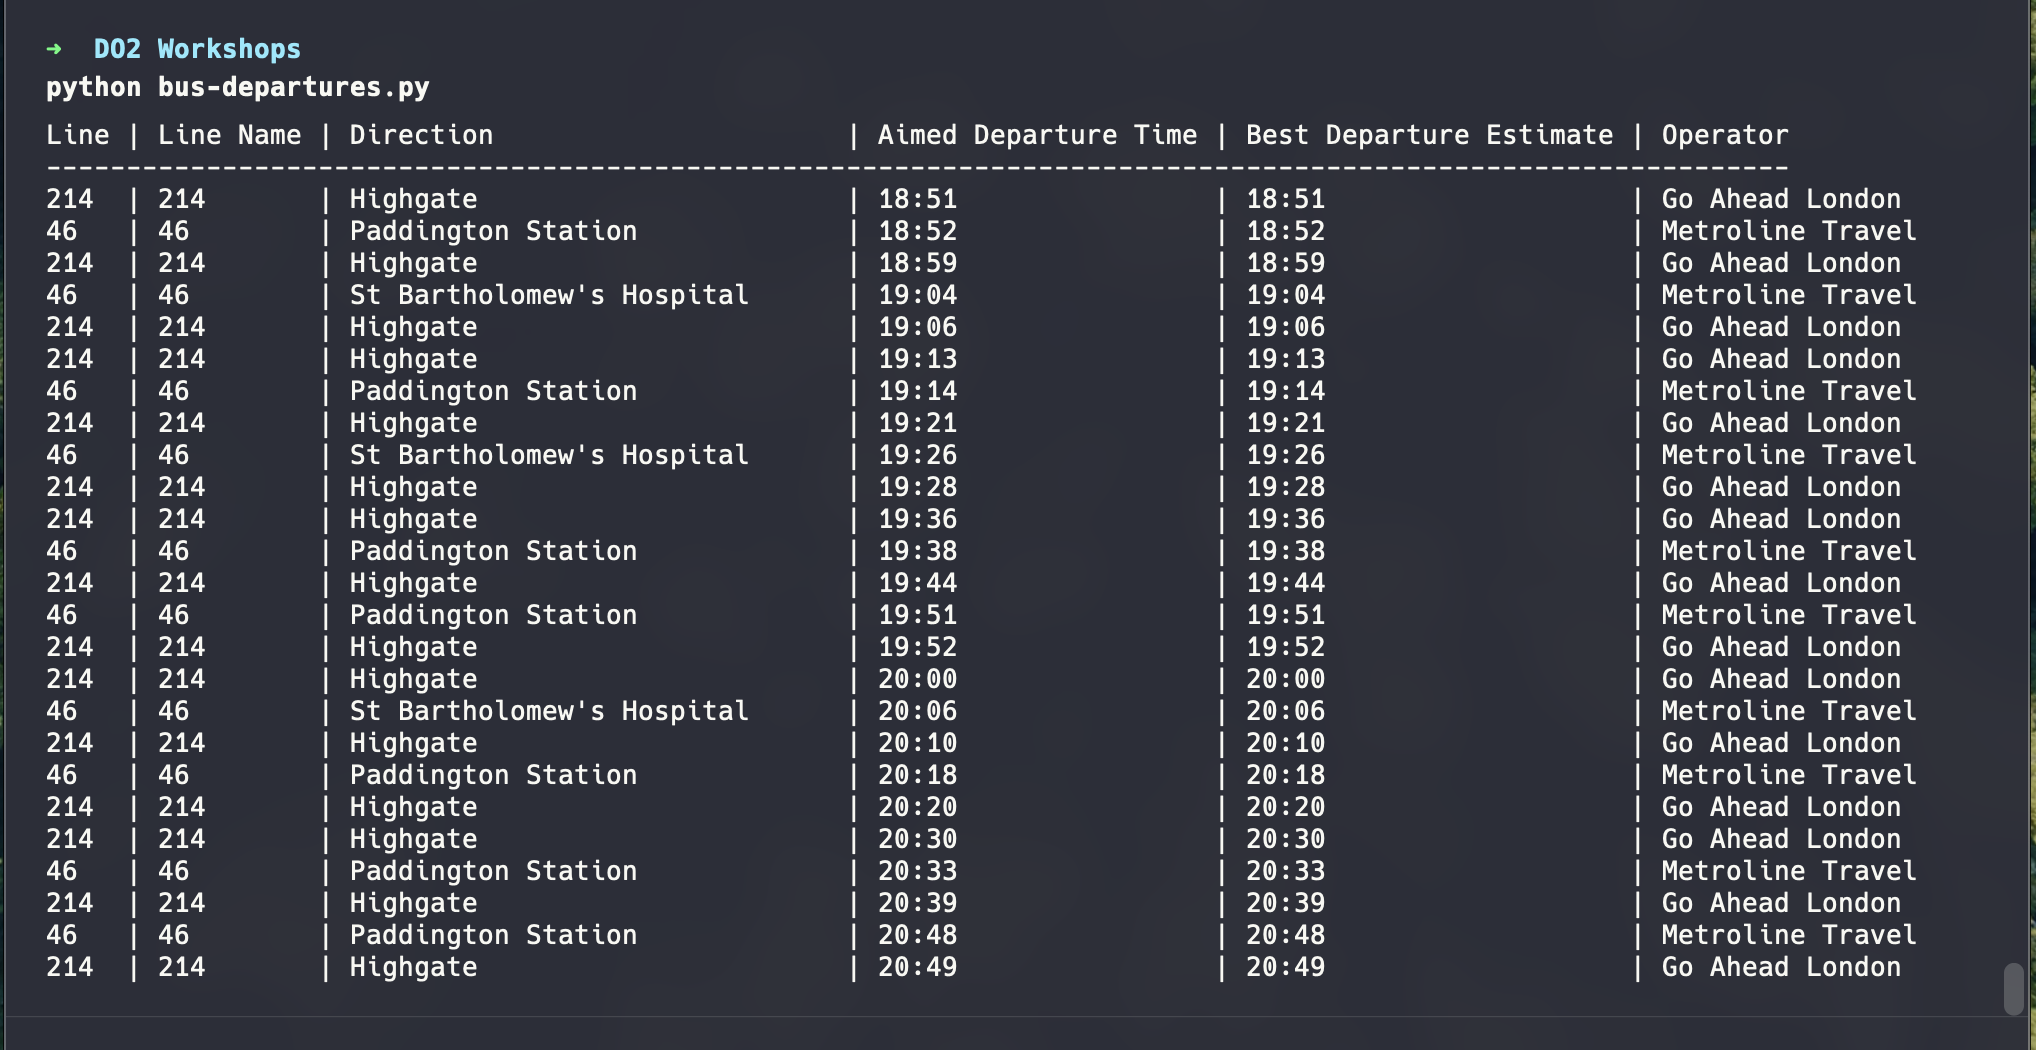 ➜  DO2 Workshops
python bus-departures.py
Line | Line Name | Direction                      | Aimed Departure Time | Best Departure Estimate | Operator
-------------------------------------------------------------------------------------------------------------
214  | 214       | Highgate                       | 18:51                | 18:51                   | Go Ahead London
46   | 46        | Paddington Station             | 18:52                | 18:52                   | Metroline Travel
214  | 214       | Highgate                       | 18:59                | 18:59                   | Go Ahead London
46   | 46        | St Bartholomew's Hospital      | 19:04                | 19:04                   | Metroline Travel
214  | 214       | Highgate                       | 19:06                | 19:06                   | Go Ahead London
214  | 214       | Highgate                       | 19:13                | 19:13                   | Go Ahead London
46   | 46        | Paddington Station             | 19:14                | 19:14                   | Metroline Travel
214  | 214       | Highgate                       | 19:21                | 19:21                   | Go Ahead London
46   | 46        | St Bartholomew's Hospital      | 19:26                | 19:26                   | Metroline Travel
214  | 214       | Highgate                       | 19:28                | 19:28                   | Go Ahead London
214  | 214       | Highgate                       | 19:36                | 19:36                   | Go Ahead London
46   | 46        | Paddington Station             | 19:38                | 19:38                   | Metroline Travel
214  | 214       | Highgate                       | 19:44                | 19:44                   | Go Ahead London
46   | 46        | Paddington Station             | 19:51                | 19:51                   | Metroline Travel
214  | 214       | Highgate                       | 19:52                | 19:52                   | Go Ahead London
214  | 214       | Highgate                       | 20:00                | 20:00                   | Go Ahead London
46   | 46        | St Bartholomew's Hospital      | 20:06                | 20:06                   | Metroline Travel
214  | 214       | Highgate                       | 20:10                | 20:10                   | Go Ahead London
46   | 46        | Paddington Station             | 20:18                | 20:18                   | Metroline Travel
214  | 214       | Highgate                       | 20:20                | 20:20                   | Go Ahead London
214  | 214       | Highgate                       | 20:30                | 20:30                   | Go Ahead London
46   | 46        | Paddington Station             | 20:33                | 20:33                   | Metroline Travel
214  | 214       | Highgate                       | 20:39                | 20:39                   | Go Ahead London
46   | 46        | Paddington Station             | 20:48                | 20:48                   | Metroline Travel
214  | 214       | Highgate                       | 20:49                | 20:49                   | Go Ahead London